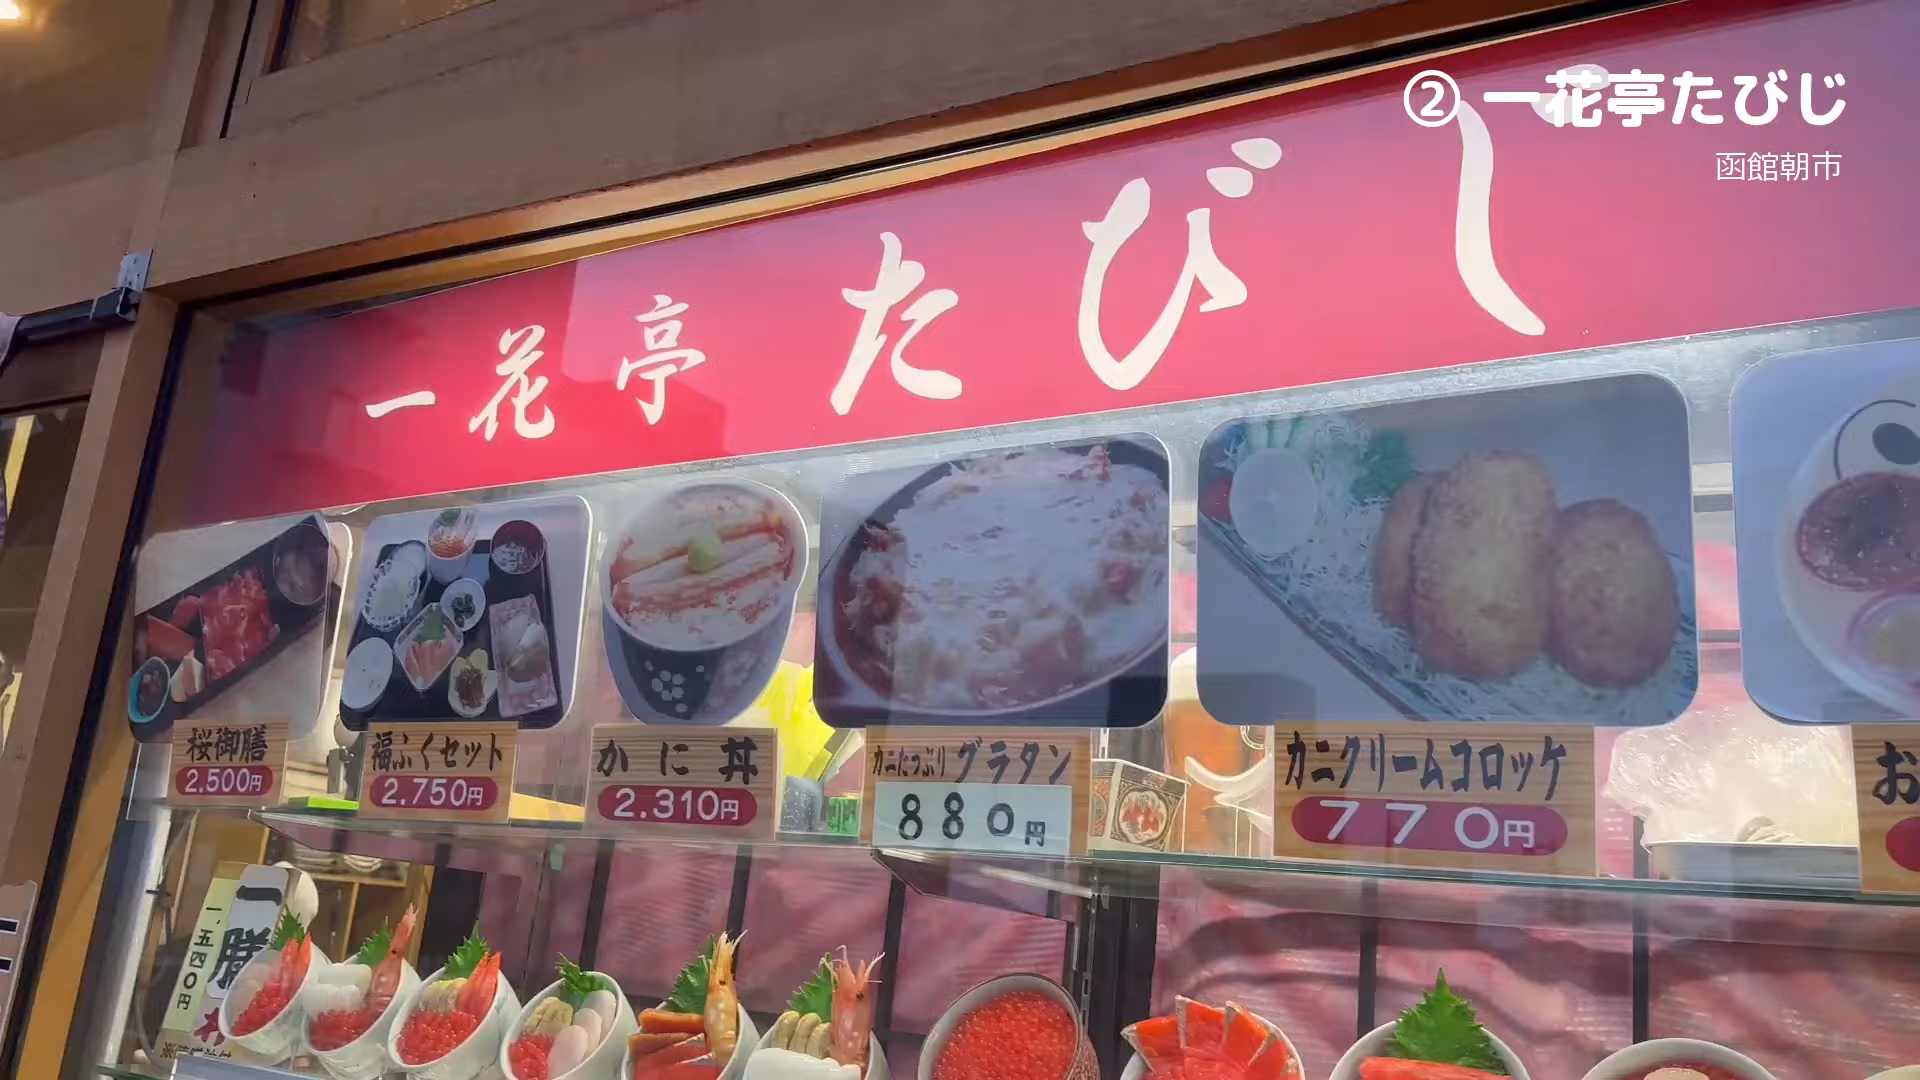 ② 一花亭たびじ
函館朝市
一花亭 たびじ
桜御膳
2.500円
福ふくセット
2.750円
かに丼
2.310円
カニたっぷりグラタン
880円
カニクリームコロッケ
770円
お
一膳
一、五四〇円